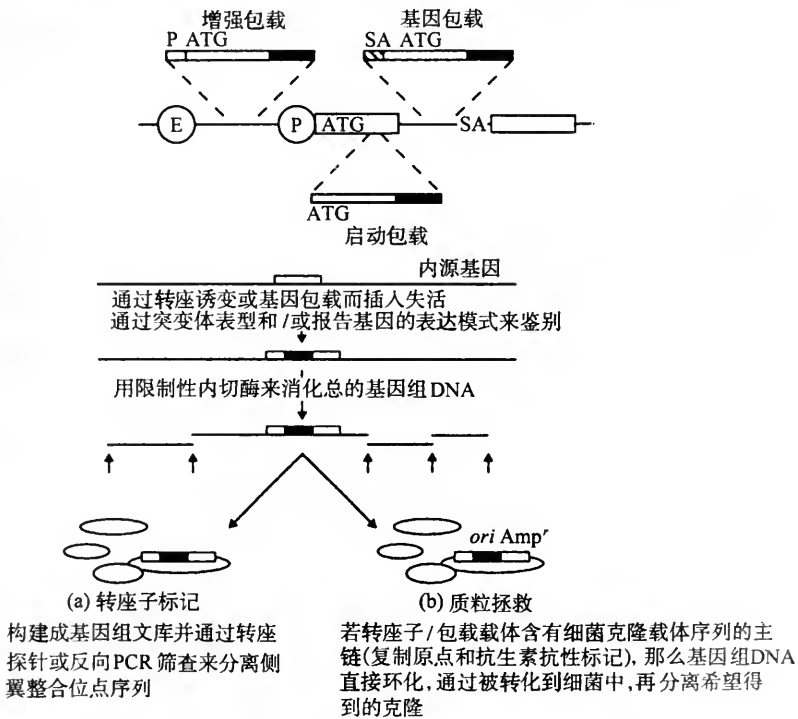 增强包载
基因包载
P ATG
SA ATG
E
P
ATG
SA
ATG
启动包载
内源基因
通过转座诱变或基因包载而插入失活
通过突变体表型和/或报告基因的表达模式来鉴别
用限制性内切酶来消化总的基因组DNA
ori Ampʳ
(a) 转座子标记
(b) 质粒拯救
构建成基因组文库并通过转座
探针或反向PCR筛查来分离侧
翼整合位点序列
若转座子/包载载体含有细菌克隆载体序列的主
链(复制原点和抗生素抗性标记), 那么基因组DNA
直接环化,通过被转化到细菌中,再分离希望得
到的克隆